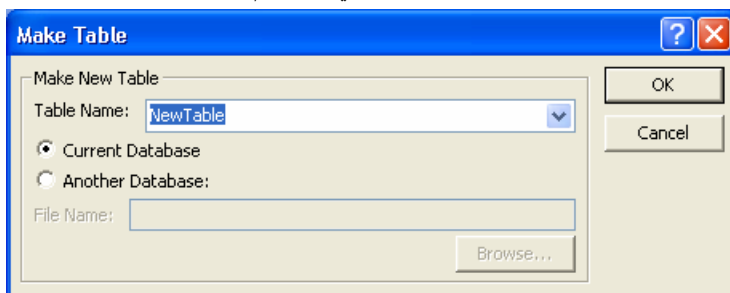 Make Table
Make New Table
OK
Table Name: NewTable
Cancel
Current Database
Another Database:
File Name:
Browse...